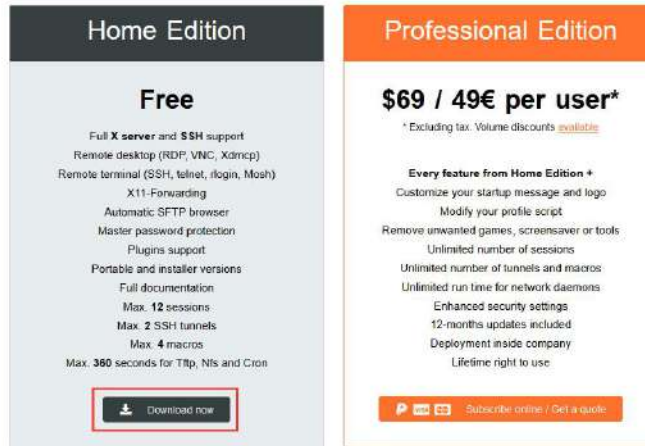 Home Edition
Free
Full X server and SSH support
Remote desktop (RDP, VNC, Xdmcp)
Remote terminal (SSH, telnet, rlogin, Mosh)
X11-Forwarding
Automatic SFTP browser
Master password protection
Plugins support
Portable and installer versions
Full documentation
Max. 12 sessions
Max. 2 SSH tunnels
Max. 4 macros
Max. 360 seconds for Tftp, Nfs and Cron
Download now
Professional Edition
$69 / 49€ per user*
* Excluding tax. Volume discounts available
Every feature from Home Edition +
Customize your startup message and logo
Modify your profile script
Remove unwanted games, screensaver or tools
Unlimited number of sessions
Unlimited number of tunnels and macros
Unlimited run time for network daemons
Enhanced security settings
12-months updates included
Deployment inside company
Lifetime right to use
VISA Subscribe online / Get a quote